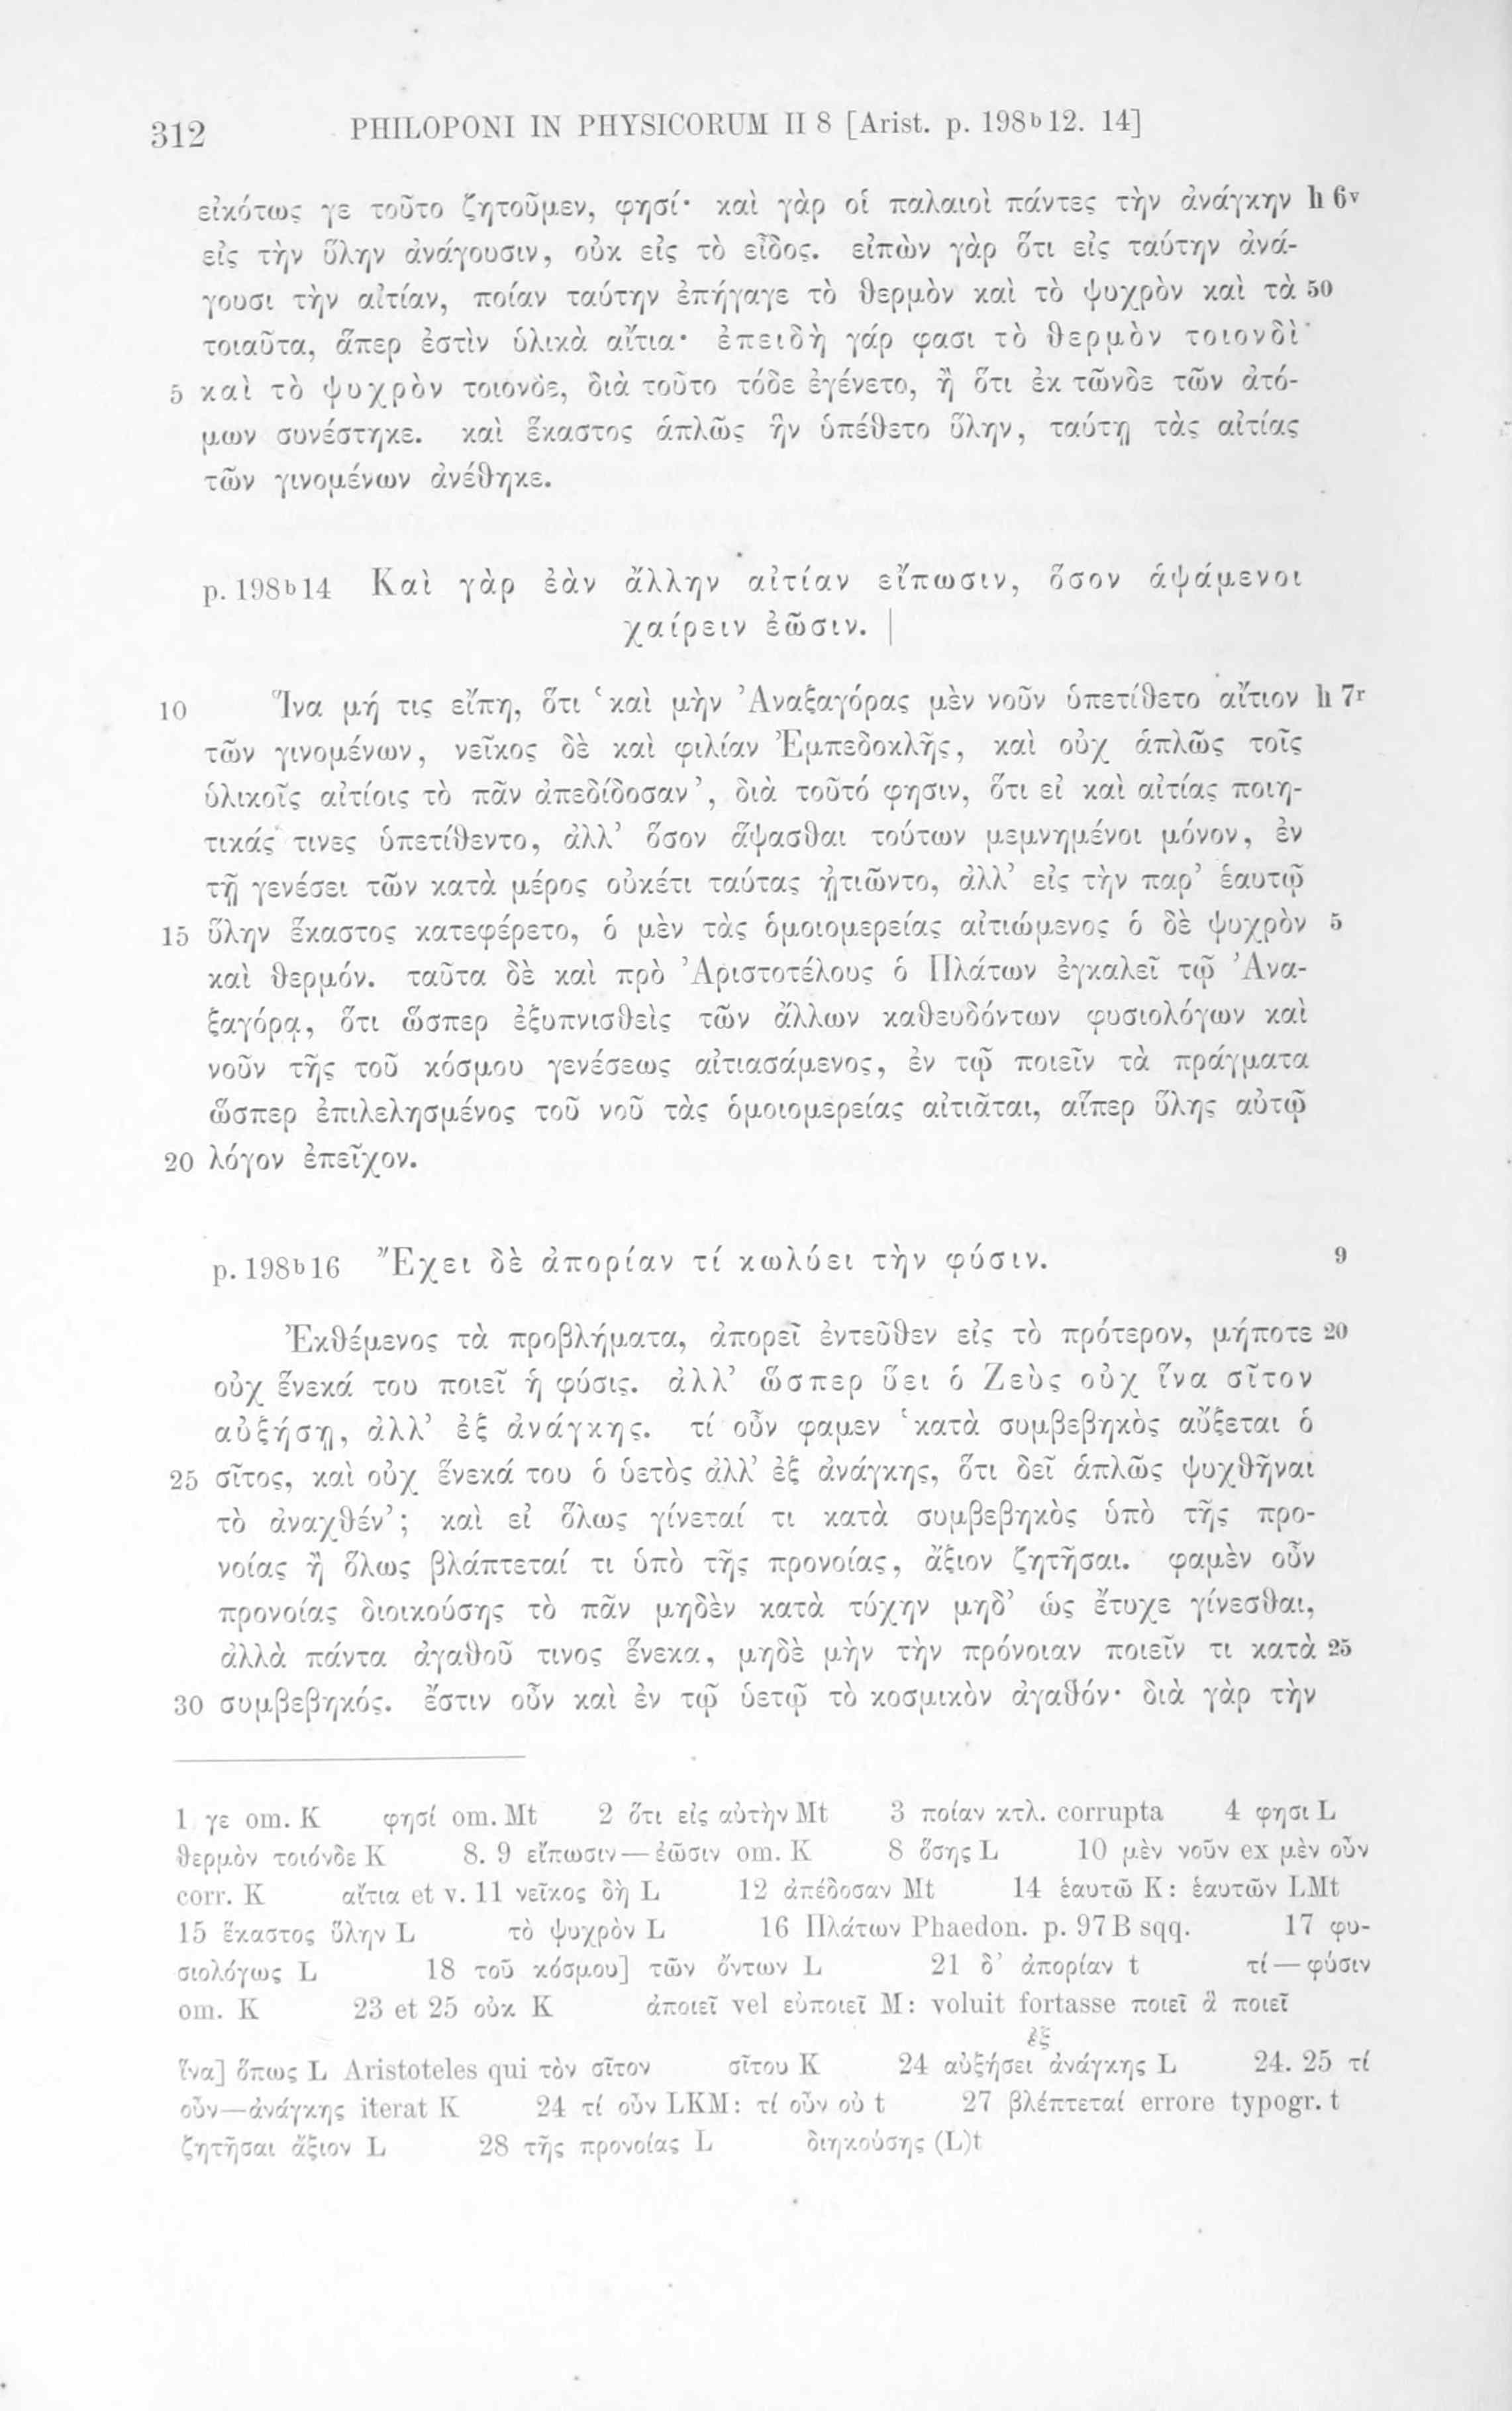 312 PHILOPONI IN PHYSICORUM II 8 [Arist. p. 198ᵇ12. 14]
εἰκότως γε τοῦτο ζητοῦμεν, φησί· καὶ γὰρ οἱ παλαιοὶ πάντες τὴν ἀνάγκην h 6ᵛ
εἰς τὴν ὕλην ἀνάγουσιν, οὐκ εἰς τὸ εἶδος. εἰπὼν γὰρ ὅτι εἰς ταύτην ἀνά-
γουσι τὴν αἰτίαν, ποίαν ταύτην ἐπήγαγε τὸ θερμὸν καὶ τὸ ψυχρὸν καὶ τὰ 50
τοιαῦτα, ἅπερ ἐστὶν ὑλικὰ αἴτια· ἐπειδὴ γάρ φασι τὸ θερμὸν τοιονδὶ
5 καὶ τὸ ψυχρὸν τοιονδε, διὰ τοῦτο τόδε ἐγένετο, ἢ ὅτι ἐκ τῶνδε τῶν ἀτό-
μων συνέστηκε. καὶ ἕκαστος ἁπλῶς ἣν ὑπέθετο ὕλην, ταύτῃ τὰς αἰτίας
τῶν γινομένων ἀνέθηκε.
p. 198ᵇ14 Καὶ γὰρ ἐὰν ἄλλην αἰτίαν εἴπωσιν, ὅσον ἁψάμενοι
χαίρειν ἐῶσιν. |
10 Ἵνα μή τις εἴπη, ὅτι ‘καὶ μὴν Ἀναξαγόρας μὲν νοῦν ὑπετίθετο αἴτιον h 7ʳ
τῶν γινομένων, νεῖκος δὲ καὶ φιλίαν Ἐμπεδοκλῆς, καὶ οὐχ ἁπλῶς τοῖς
ὑλικοῖς αἰτίοις τὸ πᾶν ἀπεδίδοσαν’, διὰ τοῦτό φησιν, ὅτι εἰ καὶ αἰτίας ποιη-
τικάς τινες ὑπετίθεντο, ἀλλ’ ὅσον ἅψασθαι τούτων μεμνημένοι μόνον, ἐν
τῇ γενέσει τῶν κατὰ μέρος οὐκέτι ταύτας ᾐτιῶντο, ἀλλ’ εἰς τὴν παρ’ ἑαυτῷ
15 ὕλην ἕκαστος κατεφέρετο, ὁ μὲν τὰς ὁμοιομερείας αἰτιώμενος ὁ δὲ ψυχρὸν 5
καὶ θερμόν. ταῦτα δὲ καὶ πρὸ Ἀριστοτέλους ὁ Πλάτων ἐγκαλεῖ τῷ Ἀνα-
ξαγόρᾳ, ὅτι ὥσπερ ἐξυπνισθεὶς τῶν ἄλλων καθευδόντων φυσιολόγων καὶ
νοῦν τῆς τοῦ κόσμου γενέσεως αἰτιασάμενος, ἐν τῷ ποιεῖν τὰ πράγματα
ὥσπερ ἐπιλελησμένος τοῦ νοῦ τὰς ὁμοιομερείας αἰτιᾶται, αἵπερ ὕλης αὐτῷ
20 λόγον ἐπεῖχον.
p. 198ᵇ16 Ἔχει δὲ ἀπορίαν τί κωλύει τὴν φύσιν. 9
Ἐκθέμενος τὰ προβλήματα, ἀπορεῖ ἐντεῦθεν εἰς τὸ πρότερον, μήποτε 20
οὐχ ἕνεκά του ποιεῖ ἡ φύσις. ἀλλ’ ὥσπερ ὕει ὁ Ζεὺς οὐχ ἵνα σῖτον
αὐξήσῃ, ἀλλ’ ἐξ ἀνάγκης. τί οὖν φαμεν ‘κατὰ συμβεβηκὸς αὔξεται ὁ
25 σῖτος, καὶ οὐχ ἕνεκά του ὁ ὑετὸς ἀλλ’ ἐξ ἀνάγκης, ὅτι δεῖ ἁπλῶς ψυχθῆναι
τὸ ἀναχθέν’; καὶ εἰ ὅλως γίνεταί τι κατὰ συμβεβηκὸς ὑπὸ τῆς προ-
νοίας ἢ ὅλως βλάπτεταί τι ὑπὸ τῆς προνοίας, ἄξιον ζητῆσαι. φαμὲν οὖν
προνοίας διοικούσης τὸ πᾶν μηδὲν κατὰ τύχην μηδ’ ὡς ἔτυχε γίνεσθαι,
ἀλλὰ πάντα ἀγαθοῦ τινος ἕνεκα, μηδὲ μὴν τὴν πρόνοιαν ποιεῖν τι κατὰ 25
30 συμβεβηκός. ἔστιν οὖν καὶ ἐν τῷ ὑετῷ τὸ κοσμικὸν ἀγαθόν· διὰ γὰρ τὴν
1 γε om. K φησί om. Mt 2 ὅτι εἰς αὐτὴν Mt 3 ποίαν κτλ. corrupta 4 φησι L
θερμὸν τοιόνδε K 8. 9 εἴπωσιν—ἐῶσιν om. K 8 ὅσης L 10 μὲν νοῦν ex μὲν οὖν
corr. K αἴτια et v. 11 νεῖκος δὴ L 12 ἀπέδοσαν Mt 14 ἑαυτῶ K: ἑαυτῶν LMt
15 ἕκαστος ὕλην L τὸ ψυχρὸν L 16 Πλάτων Phaedon. p. 97 B sqq. 17 φυ-
σιολόγως L 18 τοῦ κόσμου] τῶν ὄντων L 21 δ’ ἀπορίαν t τί—φύσιν
om. K 23 et 25 οὐκ K ἀποιεῖ vel εὐποιεῖ M: voluit fortasse ποιεῖ ἃ ποιεῖ
ἵνα] ὅπως L Aristoteles qui τὸν σῖτον σῖτου K 24 αὐξήσει ἐξ ἀνάγκης L 24. 25 τί
οὖν—ἀνάγκης iterat K 24 τί οὖν LKM: τί οὖν οὐ t 27 βλέπτεταί errore typogr. t
ζητῆσαι ἄξιον L 28 τῆς προνοίας L διηκούσης (L)t